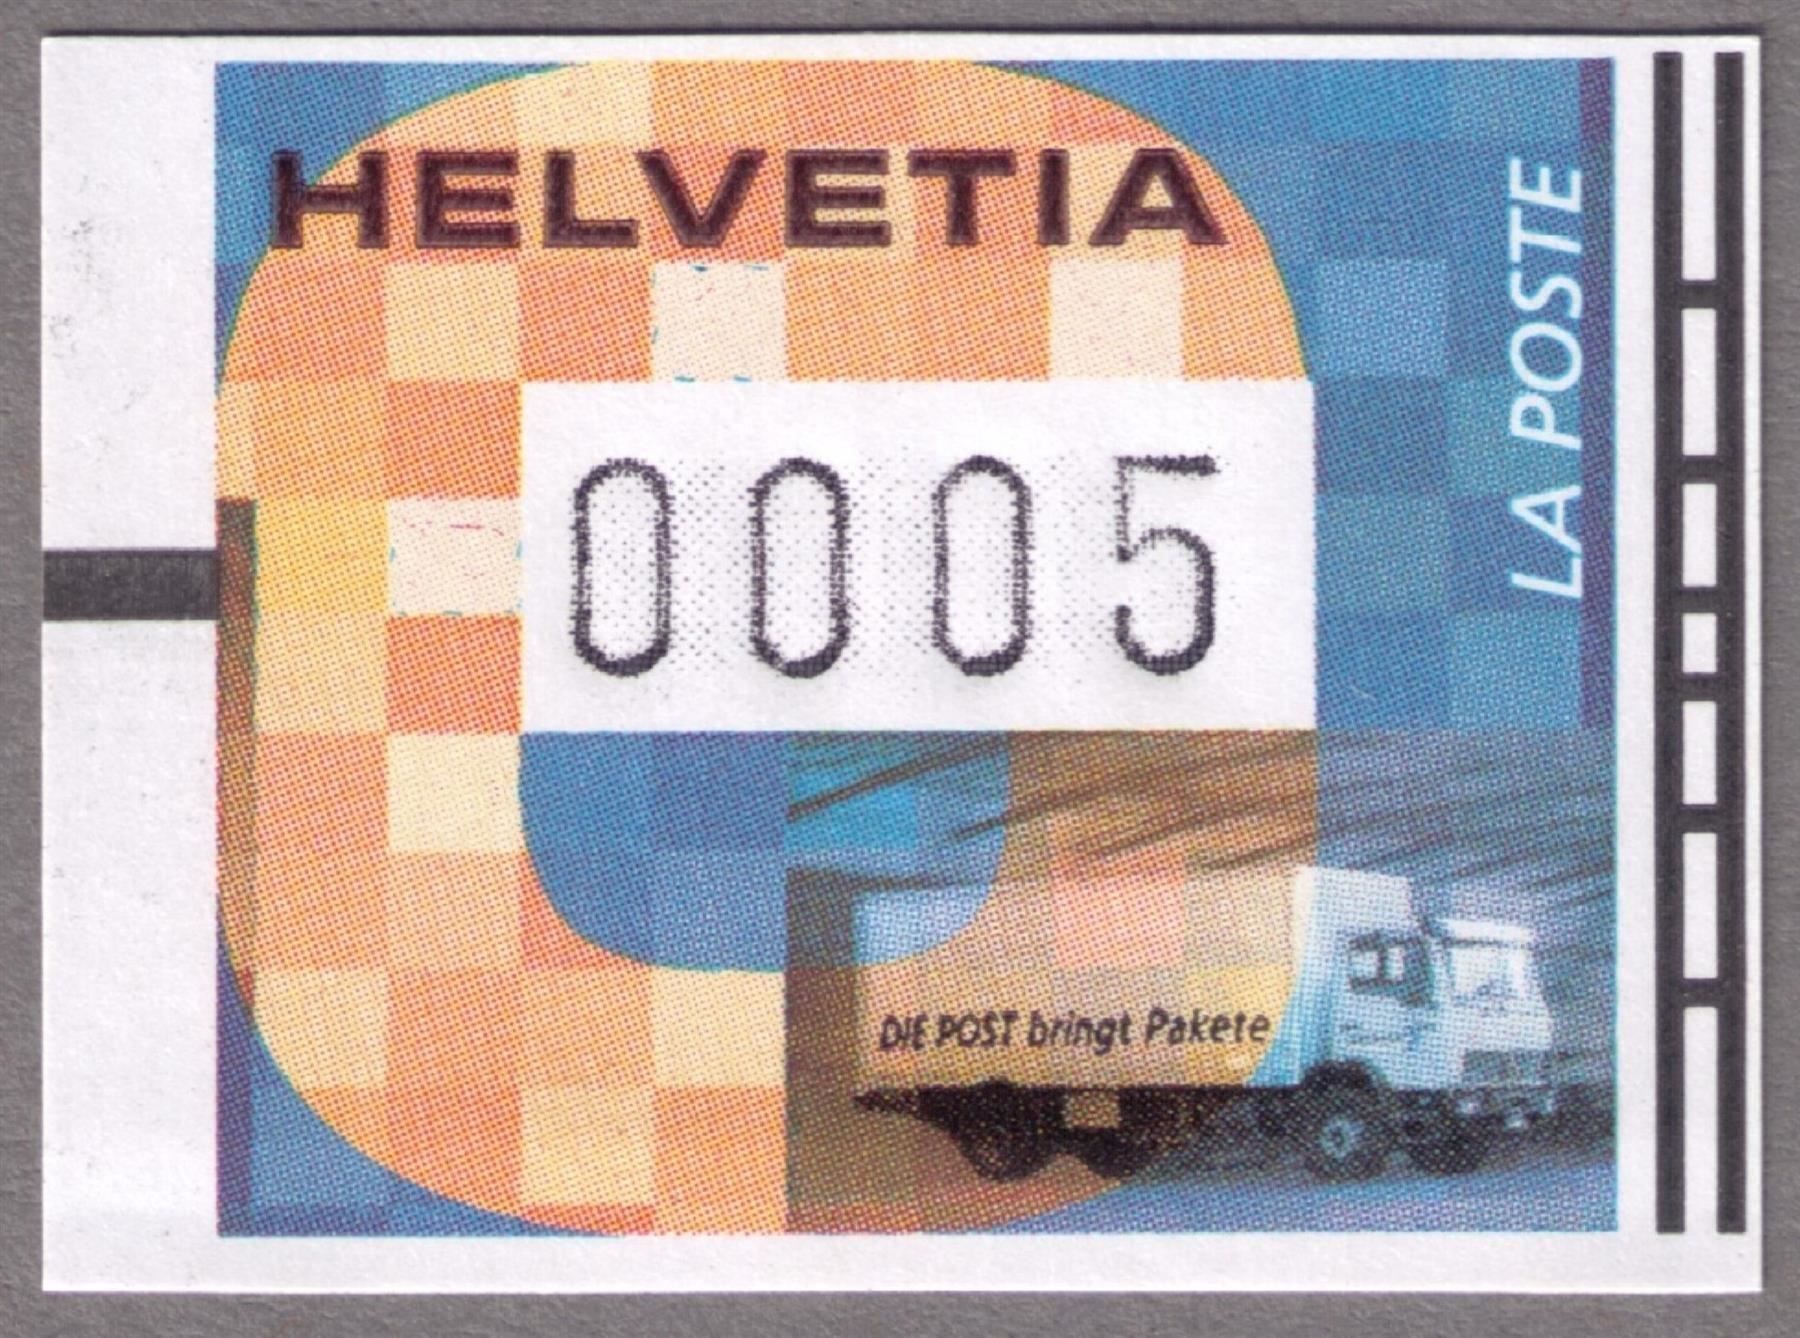 HELVETIA
LA POSTE
0005
DIE POST bringt Pakete